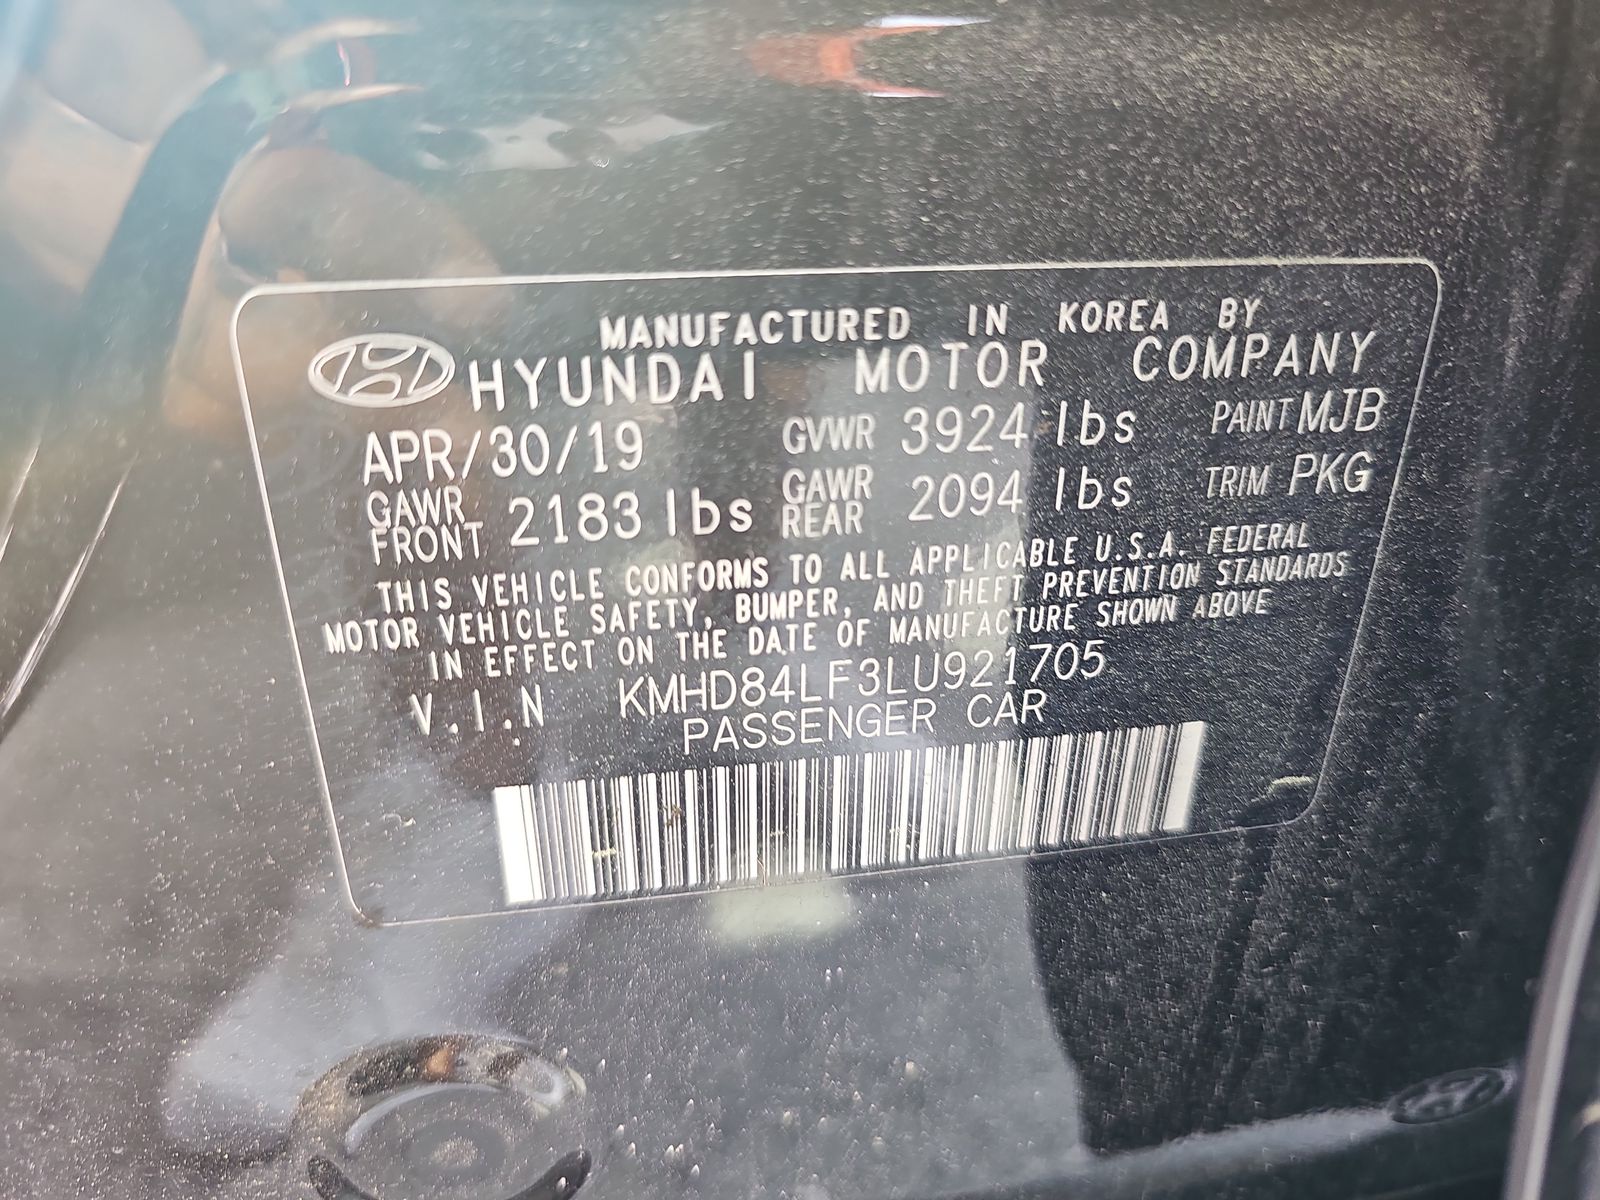 MANUFACTURED IN KOREA BY
HYUNDAI MOTOR COMPANY
APR/30/19 GVWR 3924 lbs PAINT MJB
GAWR FRONT 2183 lbs GAWR REAR 2094 lbs TRIM PKG
THIS VEHICLE CONFORMS TO ALL APPLICABLE U.S.A. FEDERAL
MOTOR VEHICLE SAFETY, BUMPER, AND THEFT PREVENTION STANDARDS
IN EFFECT ON THE DATE OF MANUFACTURE SHOWN ABOVE
V.I.N KMHD84LF3LU921705
PASSENGER CAR